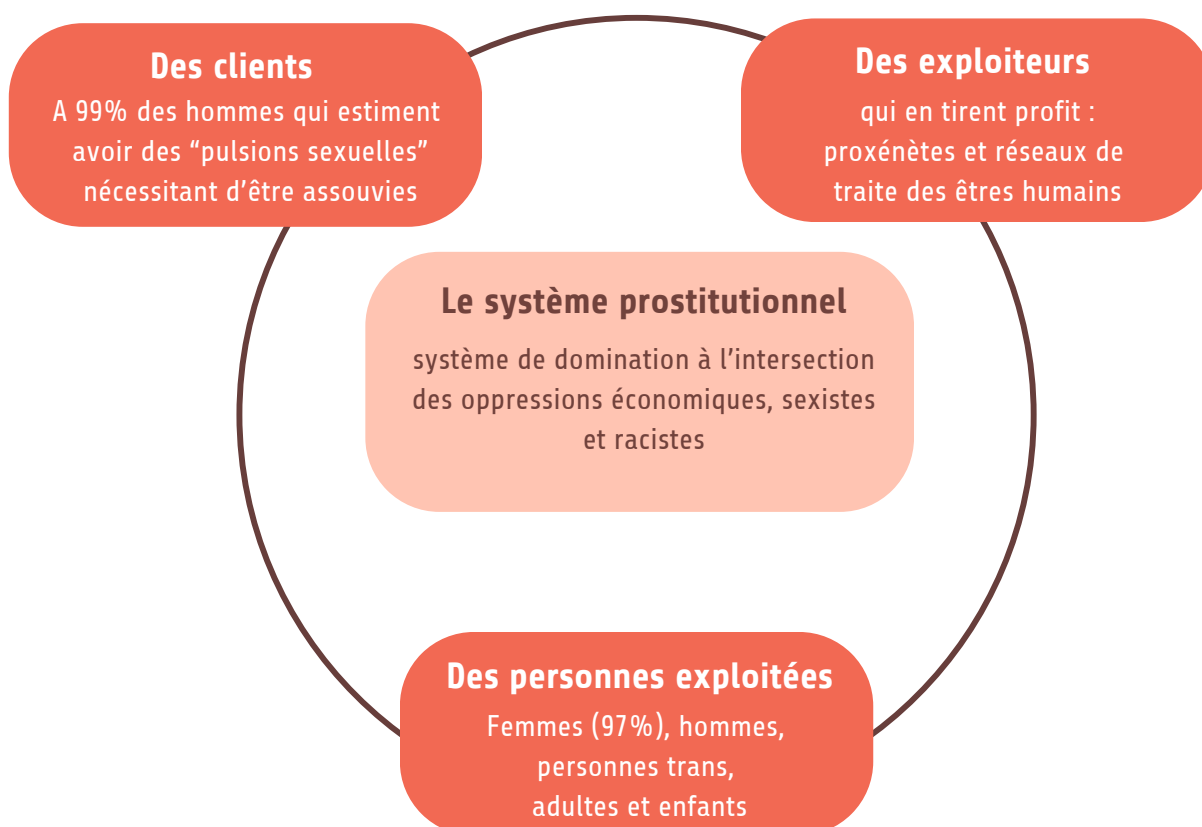 Des clients
A 99% des hommes qui estiment
avoir des “pulsions sexuelles”
nécessitant d’être assouvies
Des exploiteurs
qui en tirent profit :
proxénètes et réseaux de
traite des êtres humains
Le système prostitutionnel
système de domination à l’intersection
des oppressions économiques, sexistes
et racistes
Des personnes exploitées
Femmes (97%), hommes,
personnes trans,
adultes et enfants